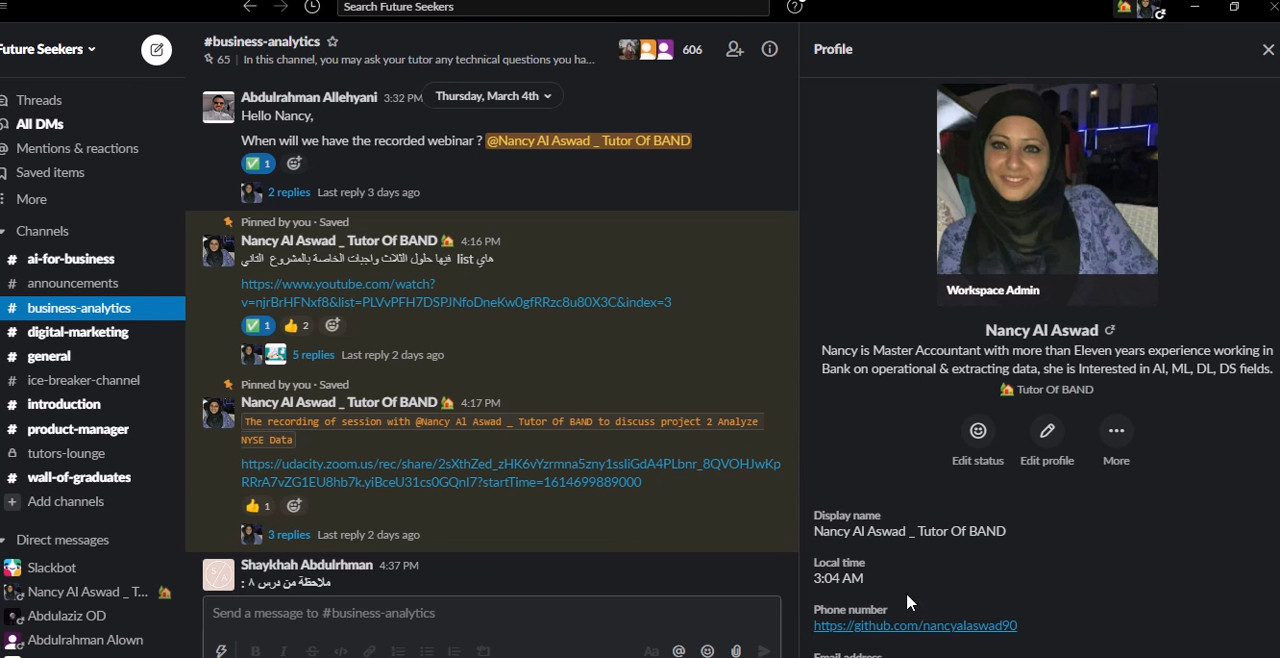 Search Future Seekers
Future Seekers
Threads
All DMs
Mentions & reactions
Saved items
More
Channels
# ai-for-business
# announcements
# business-analytics
# digital-marketing
# general
# ice-breaker-channel
# introduction
# product-manager
tutors-lounge
# wall-of-graduates
+ Add channels
Direct messages
Slackbot
Nancy Al Aswad _ T...
Abdulaziz OD
Abdulrahman Alown
#business-analytics
65 | In this channel, you may ask your tutor any technical questions you ha...
606
Thursday, March 4th
Abdulrahman Allehyani 3:32 PM
Hello Nancy,
When will we have the recorded webinar ? @Nancy Al Aswad _ Tutor Of BAND
1
2 replies Last reply 3 days ago
Pinned by you · Saved
Nancy Al Aswad _ Tutor Of BAND 4:16 PM
هاي list فيها حلول الثلاث واجبات الخاصة بالمشروع التاني
https://www.youtube.com/watch?
v=njrBrHFNxf8&list=PLVvPFH7DSPJNfoDneKw0gfRRzc8u80X3C&index=3
1 2
5 replies Last reply 2 days ago
Pinned by you · Saved
Nancy Al Aswad _ Tutor Of BAND 4:17 PM
The recording of session with @Nancy Al Aswad _ Tutor Of BAND to discuss project 2 Analyze
NYSE Data
https://udacity.zoom.us/rec/share/2sXthZed_zHK6vYzrmna5zny1ssliGdA4PLbnr_8QVOHJwKp
RRrA7vZG1EU8hb7k.yiBceU31cs0GQnI7?startTime=1614699889000
1
3 replies Last reply 2 days ago
Shaykhah Abdulrhman 4:37 PM
ملاحظة من درس ٨ :
Send a message to #business-analytics
Aa @
Profile
Workspace Admin
Nancy Al Aswad
Nancy is Master Accountant with more than Eleven years experience working in
Bank on operational & extracting data, she is Interested in AI, ML, DL, DS fields.
Tutor Of BAND
Edit status Edit profile More
Display name
Nancy Al Aswad _ Tutor Of BAND
Local time
3:04 AM
Phone number
https://github.com/nancyalaswad90
Email address